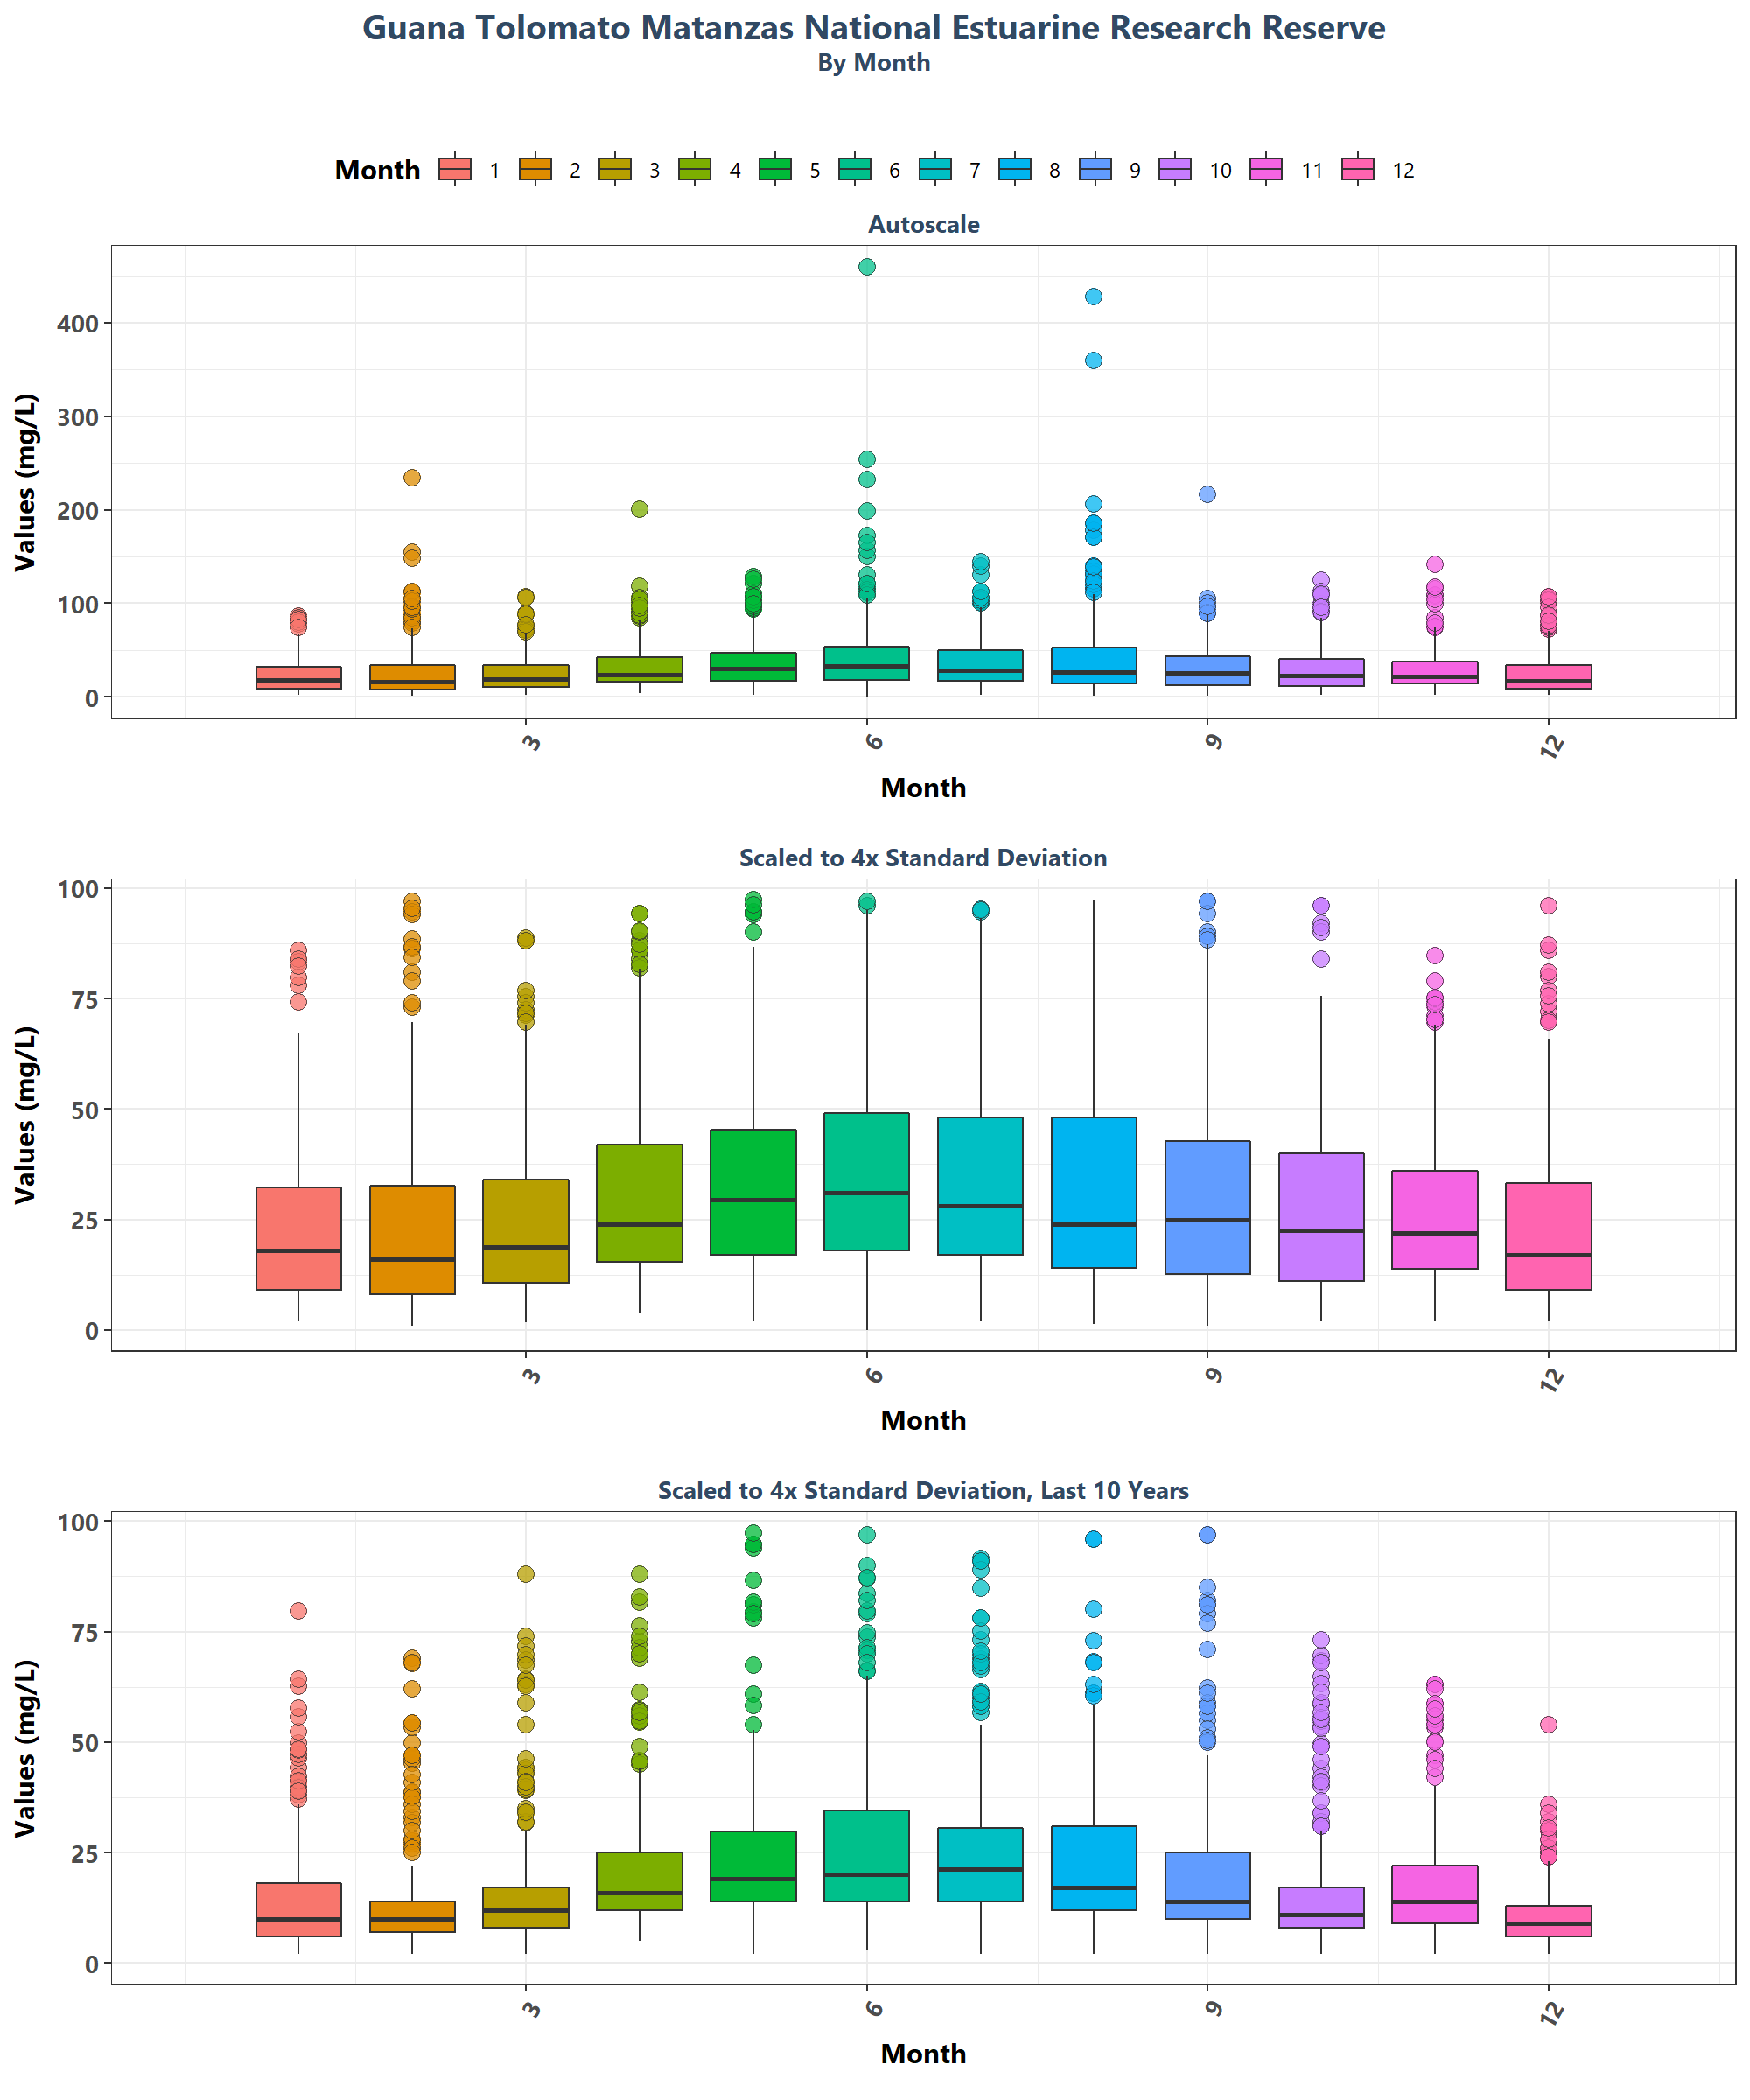 Guana Tolomato Matanzas National Estuarine Research Reserve
By Month
Month 1 2 3 4 5 6 7 8 9 10 11 12
Autoscale
Values (mg/L)
400
300
200
100
0
3 6 9 12
Month
Scaled to 4x Standard Deviation
Values (mg/L)
100
75
50
25
0
3 6 9 12
Month
Scaled to 4x Standard Deviation, Last 10 Years
Values (mg/L)
100
75
50
25
0
3 6 9 12
Month